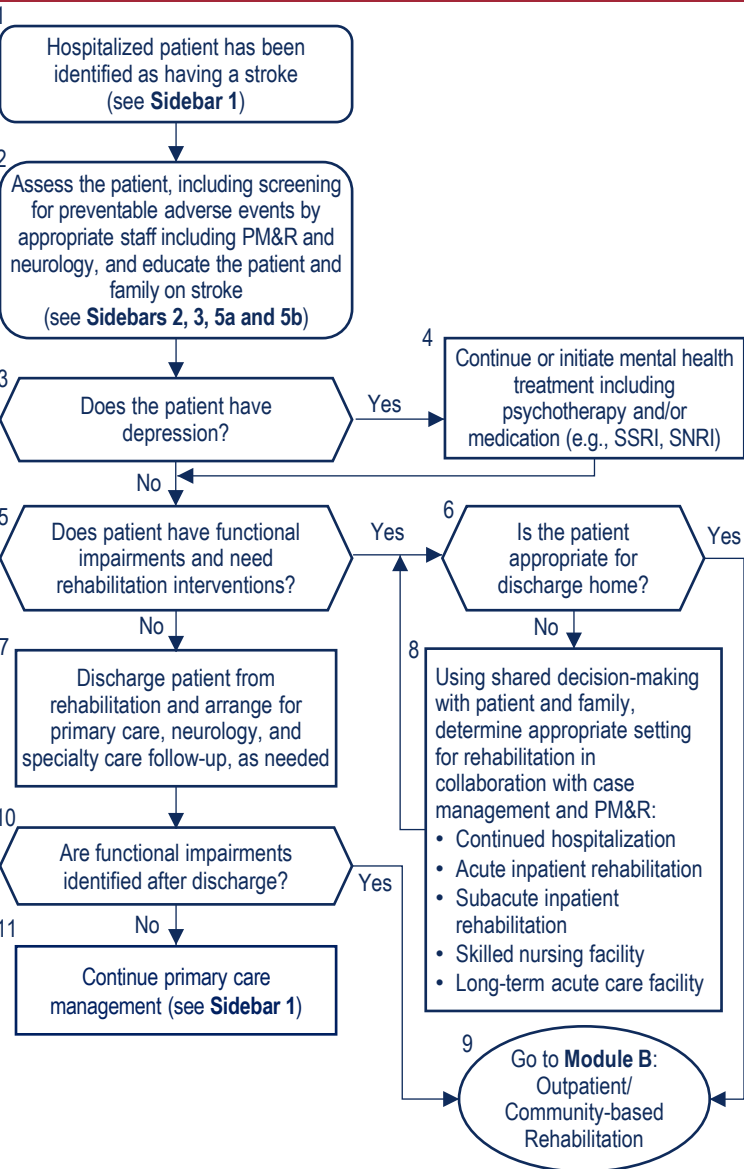 1
Hospitalized patient has been
identified as having a stroke
(see Sidebar 1)
2
Assess the patient, including screening
for preventable adverse events by
appropriate staff including PM&R and
neurology, and educate the patient and
family on stroke
(see Sidebars 2, 3, 5a and 5b)
3
Does the patient have
depression?
Yes
No
4
Continue or initiate mental health
treatment including
psychotherapy and/or
medication (e.g., SSRI, SNRI)
5
Does patient have functional
impairments and need
rehabilitation interventions?
Yes
No
6
Is the patient
appropriate for
discharge home?
Yes
No
7
Discharge patient from
rehabilitation and arrange for
primary care, neurology, and
specialty care follow-up, as needed
8
Using shared decision-making
with patient and family,
determine appropriate setting
for rehabilitation in
collaboration with case
management and PM&R:
• Continued hospitalization
• Acute inpatient rehabilitation
• Subacute inpatient
rehabilitation
• Skilled nursing facility
• Long-term acute care facility
10
Are functional impairments
identified after discharge?
Yes
No
11
Continue primary care
management (see Sidebar 1)
9
Go to Module B:
Outpatient/
Community-based
Rehabilitation